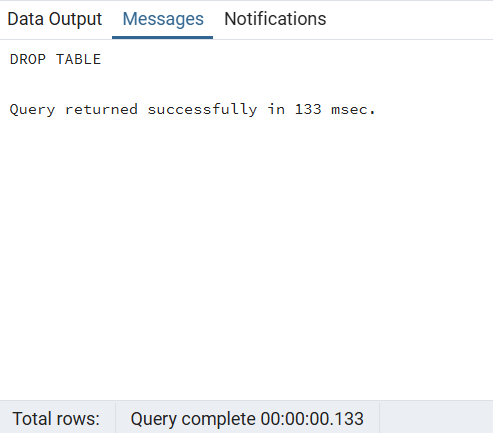 Data Output Messages Notifications
DROP TABLE
Query returned successfully in 133 msec.
Total rows: Query complete 00:00:00.133